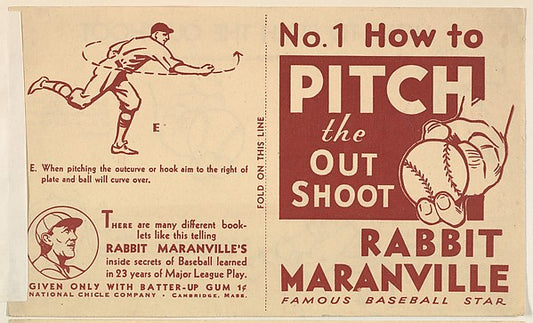 E
E. When pitching the outcurve or hook aim to the right of
plate and ball will curve over.
THERE are many different book-
lets like this telling
RABBIT MARANVILLE'S
inside secrets of Baseball learned
in 23 years of Major League Play.
GIVEN ONLY WITH BATTER-UP GUM 1¢
NATIONAL CHICLE COMPANY • CAMBRIDGE, MASS.
FOLD ON THIS LINE
No. 1 How to
PITCH
the
OUT
SHOOT
RABBIT
MARANVILLE
FAMOUS BASEBALL STAR